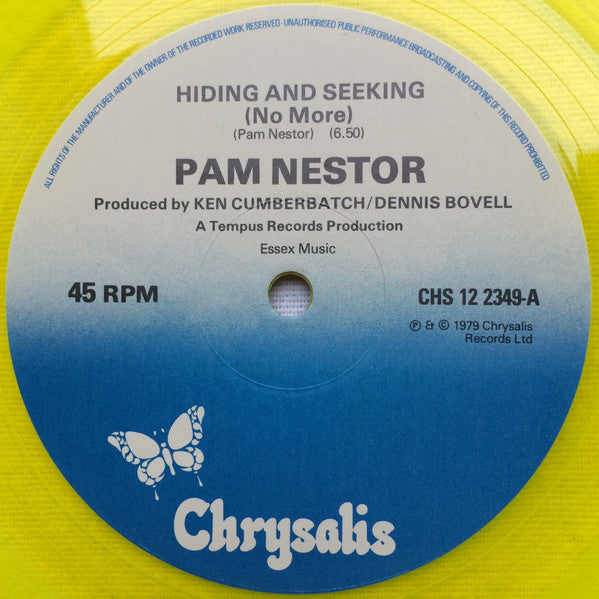 ALL RIGHTS OF THE MANUFACTURER AND OF THE OWNER OF THE RECORDED WORK RESERVED · UNAUTHORISED PUBLIC PERFORMANCE BROADCASTING AND COPYING OF THIS RECORD PROHIBITED
HIDING AND SEEKING
(No More)
(Pam Nestor) (6.50)
PAM NESTOR
Produced by KEN CUMBERBATCH/DENNIS BOVELL
A Tempus Records Production
Essex Music
45 RPM
CHS 12 2349-A
℗ & © 1979 Chrysalis
Records Ltd
Chrysalis